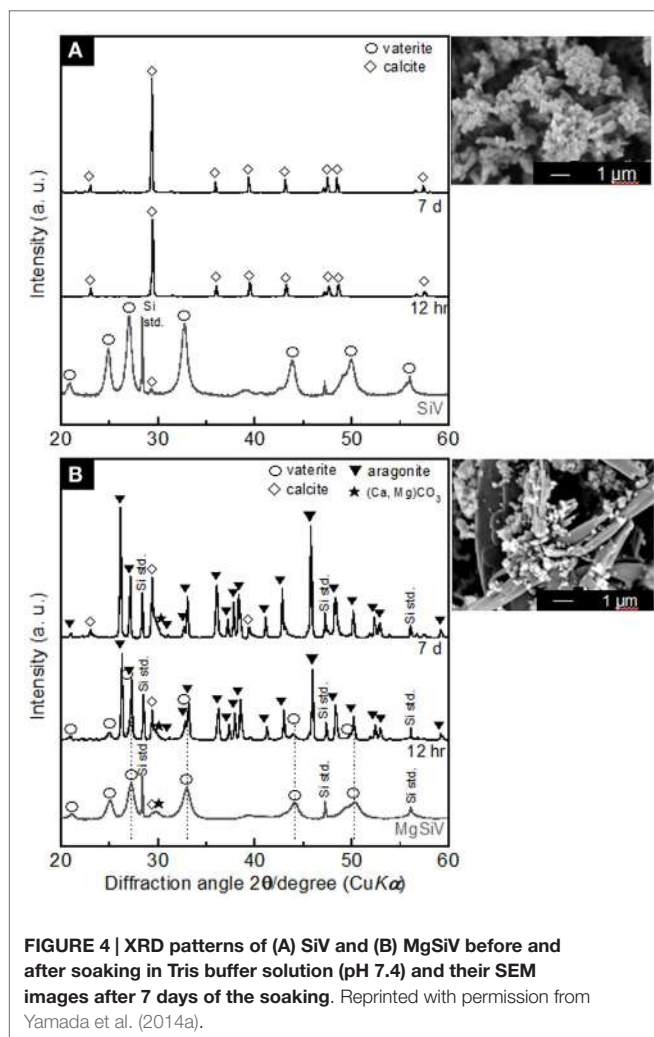 A
○ vaterite
◇ calcite
7 d
12 hr
Si
std.
SiV
Intensity (a. u.)
20 30 40 50 60
1 µm
B
○ vaterite ▼ aragonite
◇ calcite ★ (Ca, Mg)CO₃
Si std.
Si std.
Si std.
7 d
Si std.
Si std.
Si std.
12 hr
Si std
Si std.
Si std.
MgSiV
Intensity (a. u.)
20 30 40 50 60
Diffraction angle 2θ/degree (CuKα)
1 µm
FIGURE 4 | XRD patterns of (A) SiV and (B) MgSiV before and
after soaking in Tris buffer solution (pH 7.4) and their SEM
images after 7 days of the soaking. Reprinted with permission from
Yamada et al. (2014a).